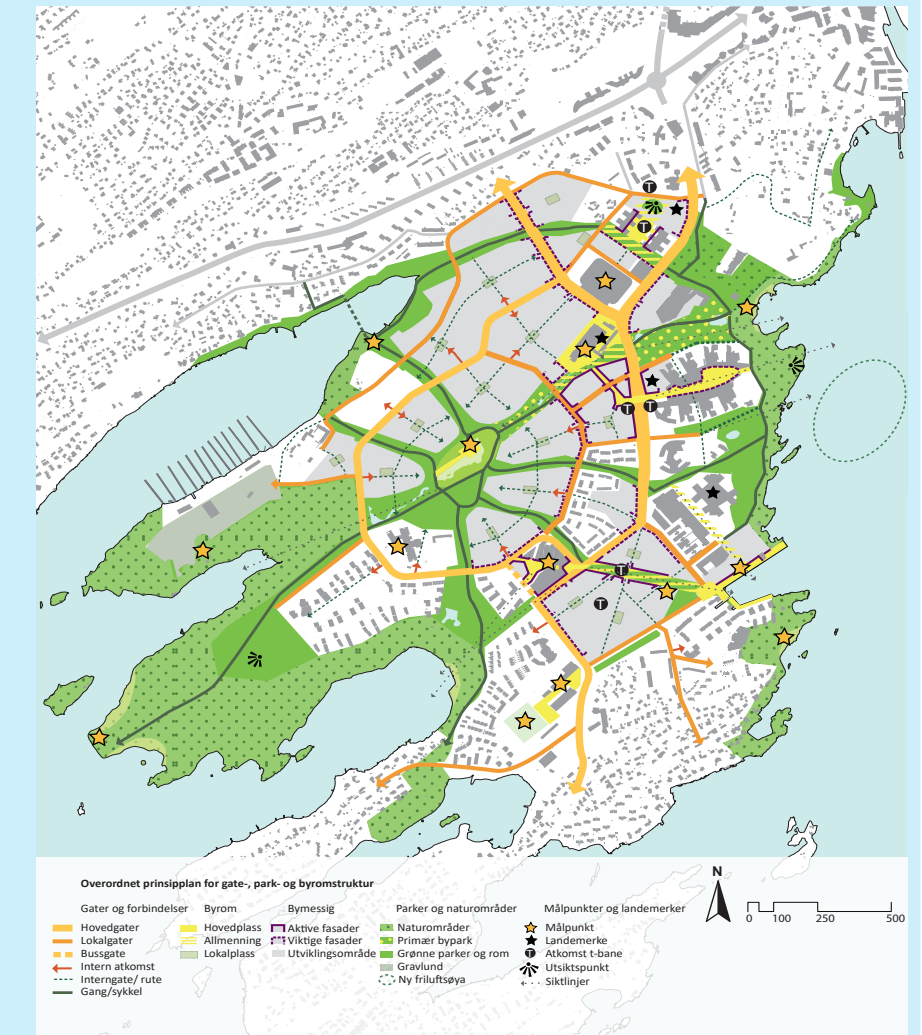 T
T
T
T
T
T
Overordnet prinsipplan for gate-, park- og byromstruktur
Gater og forbindelser
Hovedgater
Lokalgater
Bussgate
Intern atkomst
Interngate/ rute
Gang/sykkel
Byrom
Hovedplass
Allmenning
Lokalplass
Bymessig
Aktive fasader
Viktige fasader
Utviklingsområde
Parker og naturområder
Naturområder
Primær bypark
Grønne parker og rom
Gravlund
Ny friluftsøya
Målpunkter og landemerker
Målpunkt
Landemerke
T Atkomst t-bane
Utsiktspunkt
Siktlinjer
N
0 100 250 500